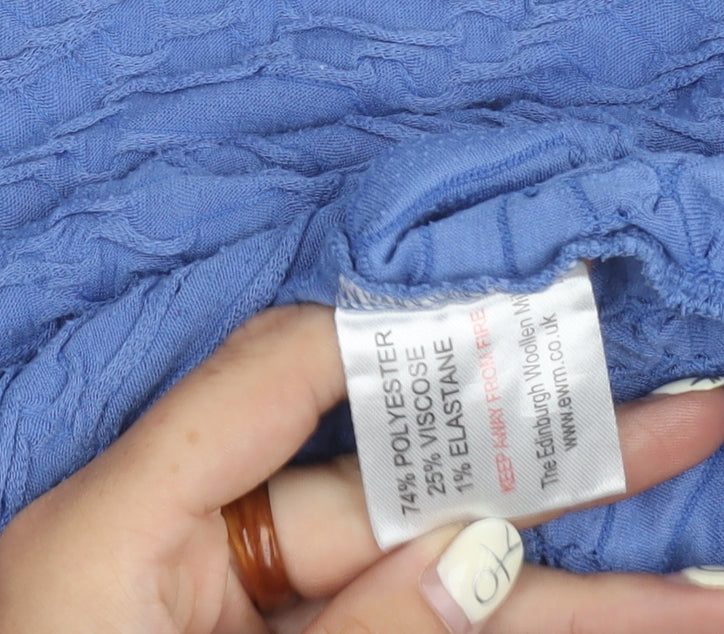 74% POLYESTER
25% VISCOSE
1% ELASTANE
KEEP AWAY FROM FIRE
The Edinburgh Woollen
www.ewm.co.uk